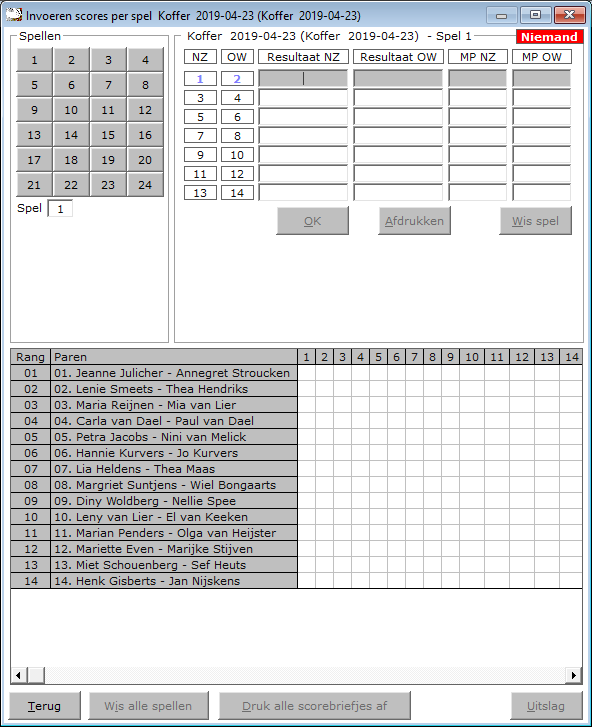 Invoeren scores per spel  Koffer  2019-04-23 (Koffer  2019-04-23)
Spellen
1 2 3 4
5 6 7 8
9 10 11 12
13 14 15 16
17 18 19 20
21 22 23 24
Spel 1
Koffer  2019-04-23 (Koffer  2019-04-23)  - Spel 1
Niemand
NZ OW Resultaat NZ Resultaat OW MP NZ MP OW
1 2
3 4
5 6
7 8
9 10
11 12
13 14
OK Afdrukken Wis spel
Rang Paren 1 2 3 4 5 6 7 8 9 10 11 12 13 14
01 01. Jeanne Julicher - Annegret Stroucken
02 02. Lenie Smeets - Thea Hendriks
03 03. Maria Reijnen - Mia van Lier
04 04. Carla van Dael - Paul van Dael
05 05. Petra Jacobs - Nini van Melick
06 06. Hannie Kurvers - Jo Kurvers
07 07. Lia Heldens - Thea Maas
08 08. Margriet Suntjens - Wiel Bongaarts
09 09. Diny Woldberg - Nellie Spee
10 10. Leny van Lier - El van Keeken
11 11. Marian Penders - Olga van Heijster
12 12. Mariette Even - Marijke Stijven
13 13. Miet Schouenberg - Sef Heuts
14 14. Henk Gisberts - Jan Nijskens
Terug Wis alle spellen Druk alle scorebriefjes af Uitslag